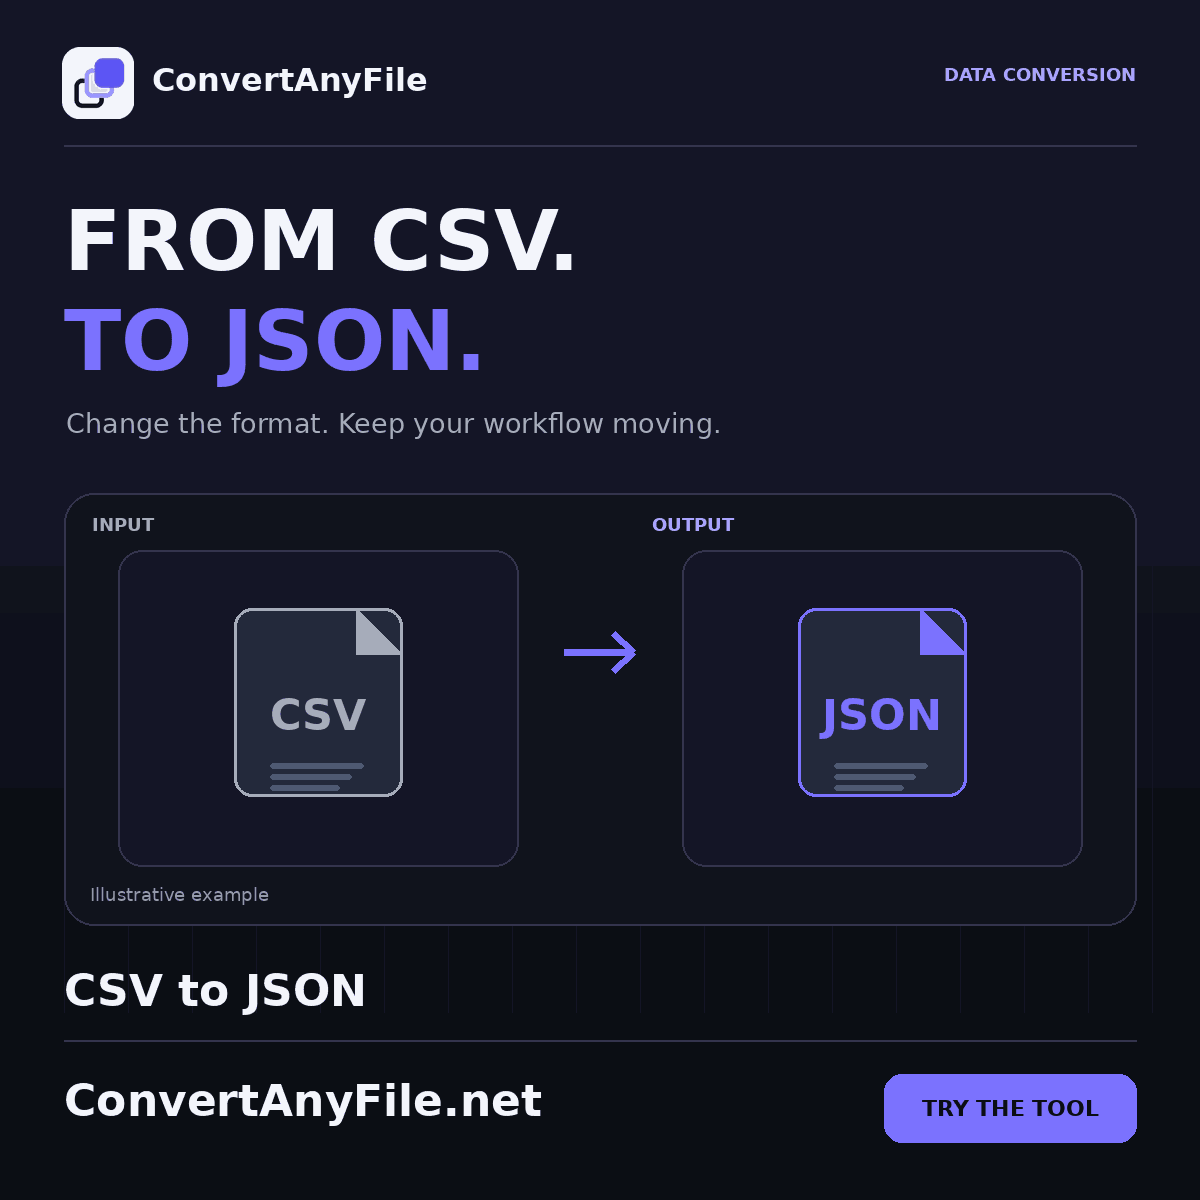 ConvertAnyFile
DATA CONVERSION
FROM CSV.
TO JSON.
Change the format. Keep your workflow moving.
INPUT
OUTPUT
CSV
JSON
Illustrative example
CSV to JSON
ConvertAnyFile.net
TRY THE TOOL